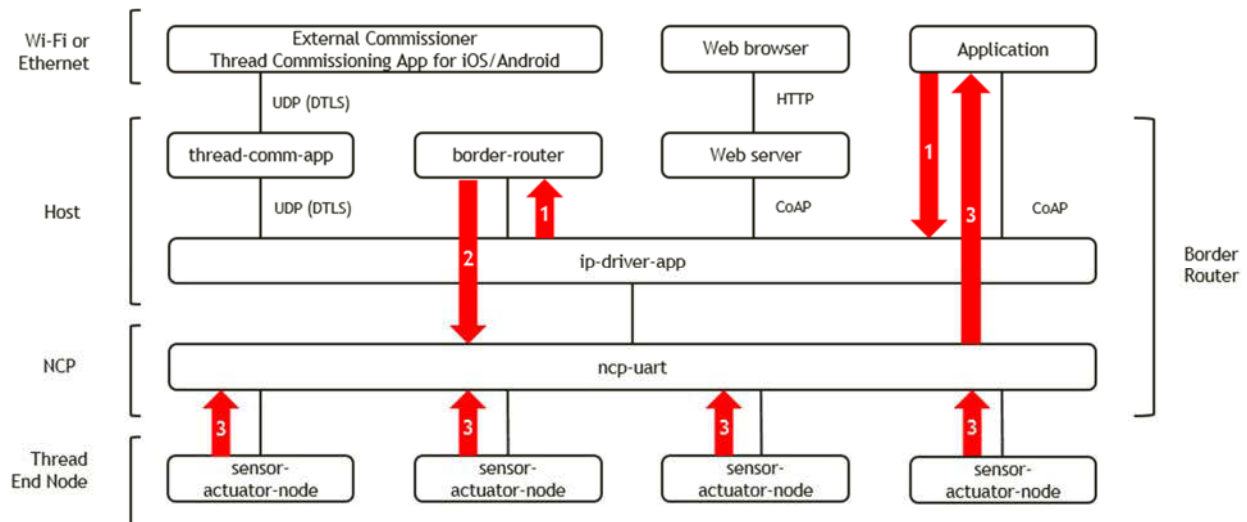 Wi-Fi or
Ethernet
External Commissioner
Thread Commissioning App for iOS/Android
Web browser
Application
UDP (DTLS)
HTTP
1
Host
thread-comm-app
border-router
Web server
UDP (DTLS)
1
CoAP
3
CoAP
2
ip-driver-app
Border
Router
NCP
ncp-uart
3
3
3
3
Thread
End Node
sensor-
actuator-node
sensor-
actuator-node
sensor-
actuator-node
sensor-
actuator-node